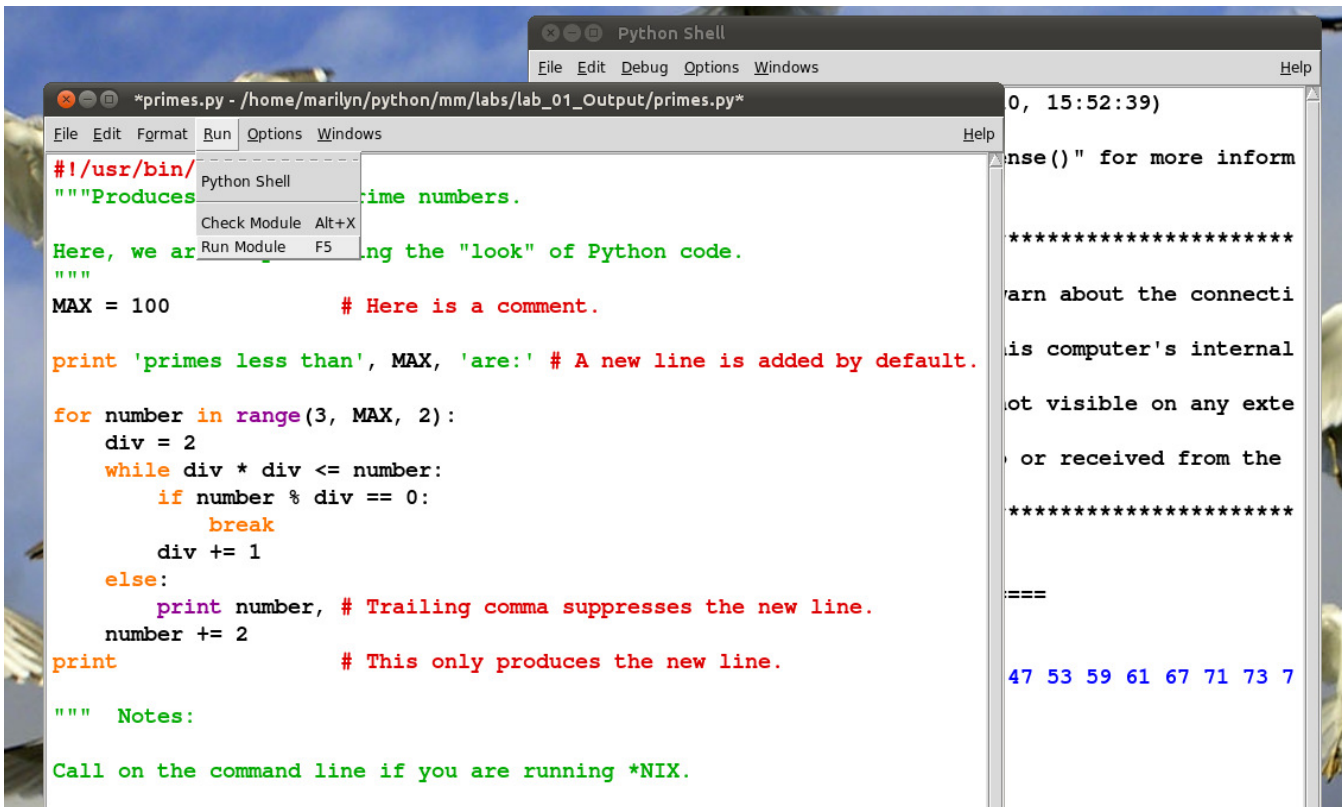 Python Shell
File Edit Debug Options Windows Help
*primes.py - /home/marilyn/python/mm/labs/lab_01_Output/primes.py*
File Edit Format Run Options Windows Help
Python Shell
Check Module Alt+X
Run Module F5
#!/usr/bin/
"""Produces ime numbers.
Here, we ar ing the "look" of Python code.
"""
MAX = 100 # Here is a comment.
print 'primes less than', MAX, 'are:' # A new line is added by default.
for number in range(3, MAX, 2):
    div = 2
    while div * div <= number:
        if number % div == 0:
            break
        div += 1
    else:
        print number, # Trailing comma suppresses the new line.
    number += 2
print # This only produces the new line.
""" Notes:
Call on the command line if you are running *NIX.
0, 15:52:39)
ense()" for more inform
**********************
arn about the connecti
is computer's internal
ot visible on any exte
or received from the
**********************
====
47 53 59 61 67 71 73 7